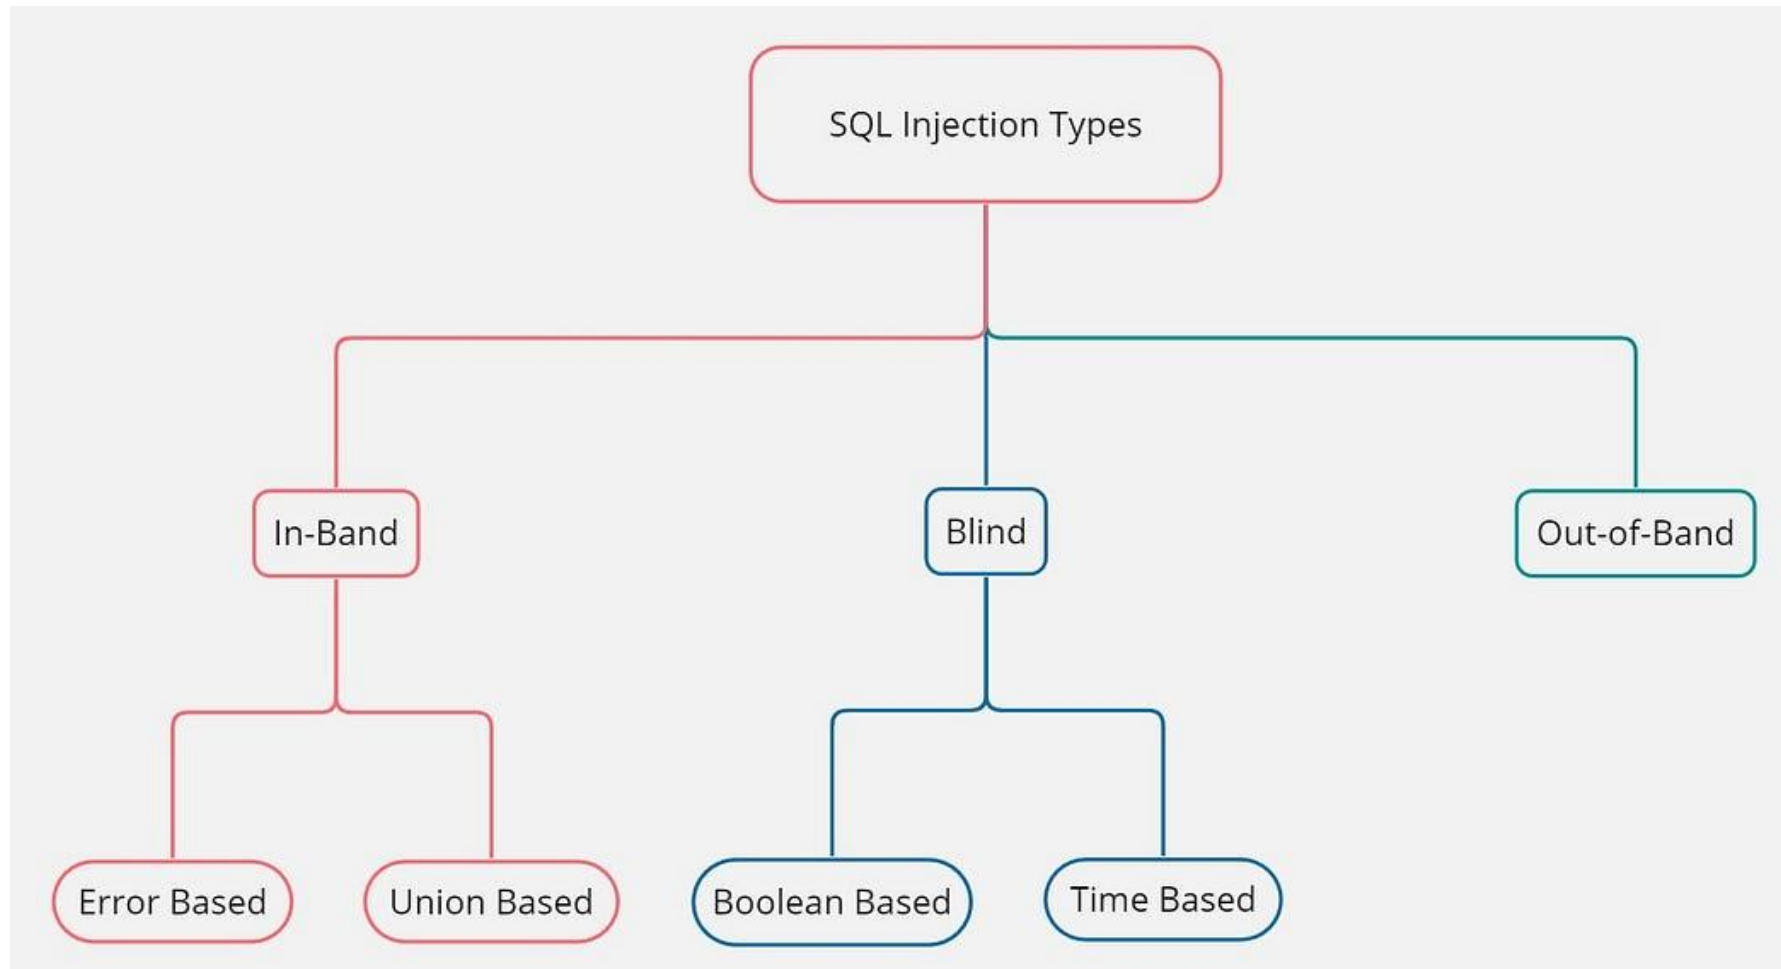 SQL Injection Types
In-Band
Blind
Out-of-Band
Error Based
Union Based
Boolean Based
Time Based